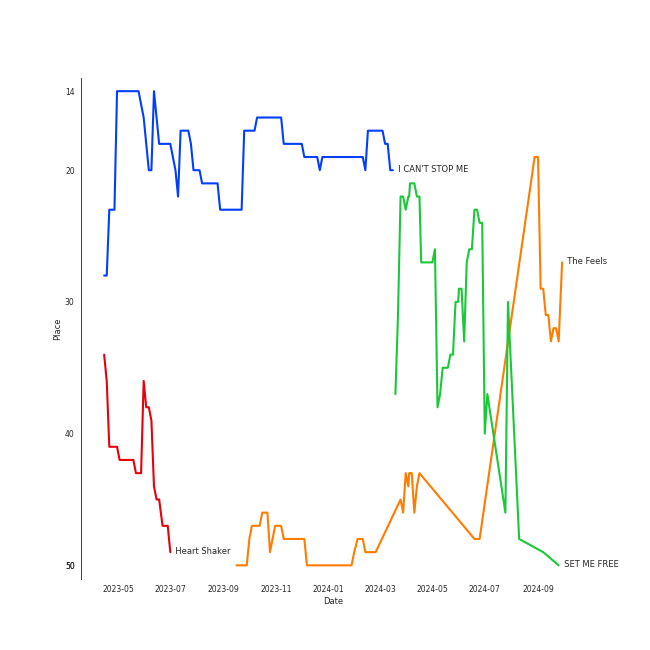 14
20
I CAN'T STOP ME
The Feels
30
Place
40
Heart Shaker
50
SET ME FREE
2023-05 2023-07 2023-09 2023-11 2024-01 2024-03 2024-05 2024-07 2024-09
Date